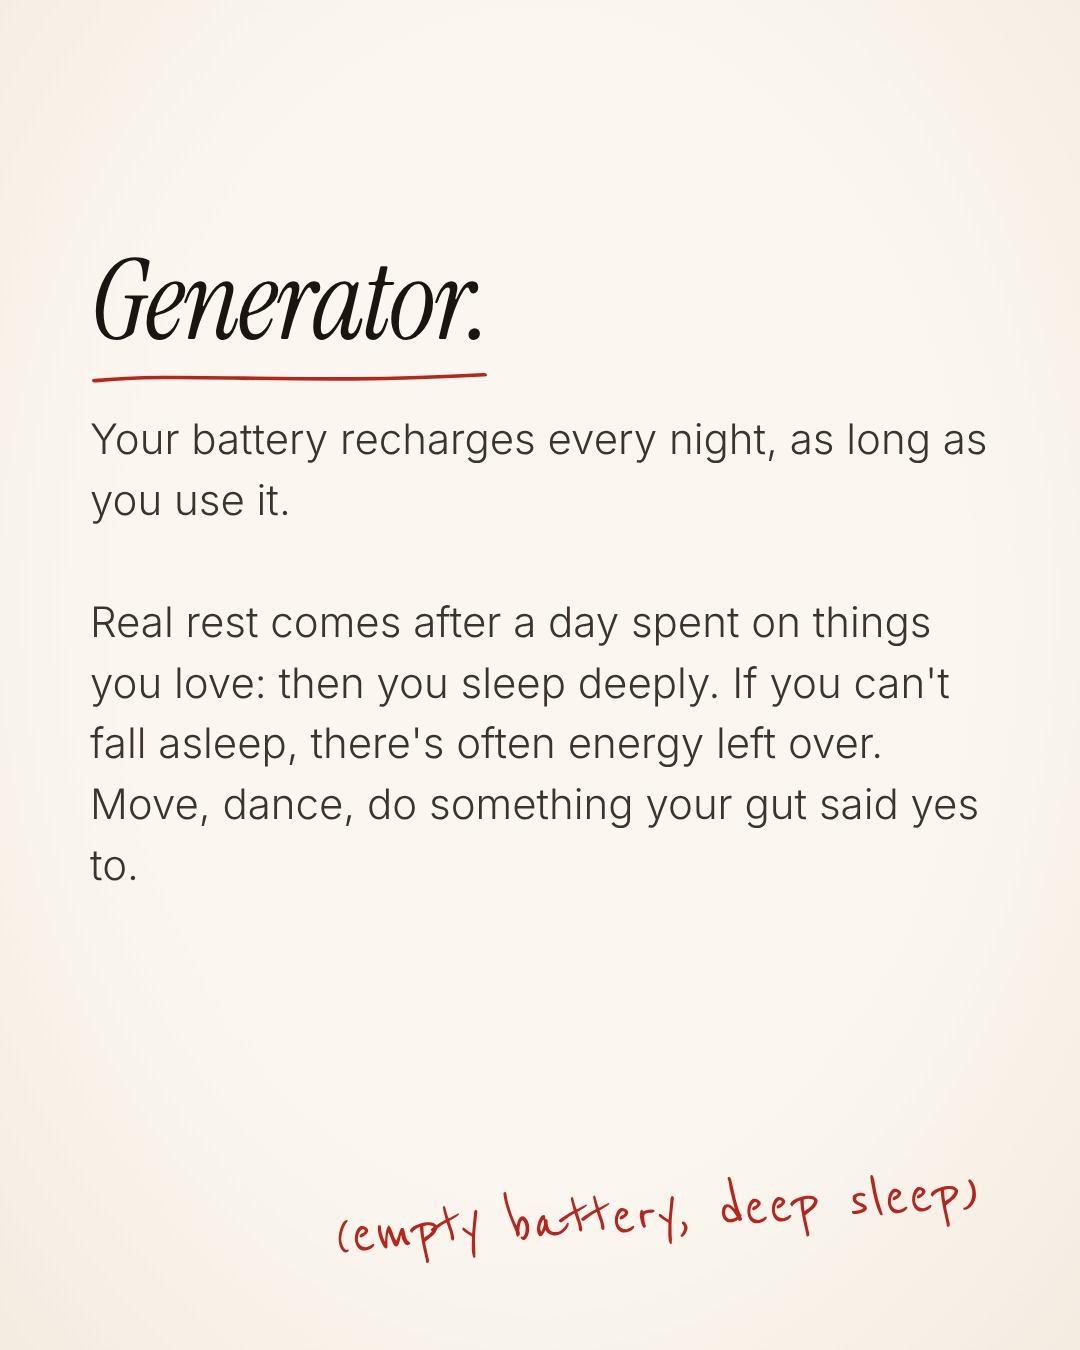 Generator.
Your battery recharges every night, as long as
you use it.
Real rest comes after a day spent on things
you love: then you sleep deeply. If you can't
fall asleep, there's often energy left over.
Move, dance, do something your gut said yes
to.
(empty battery, deep sleep)